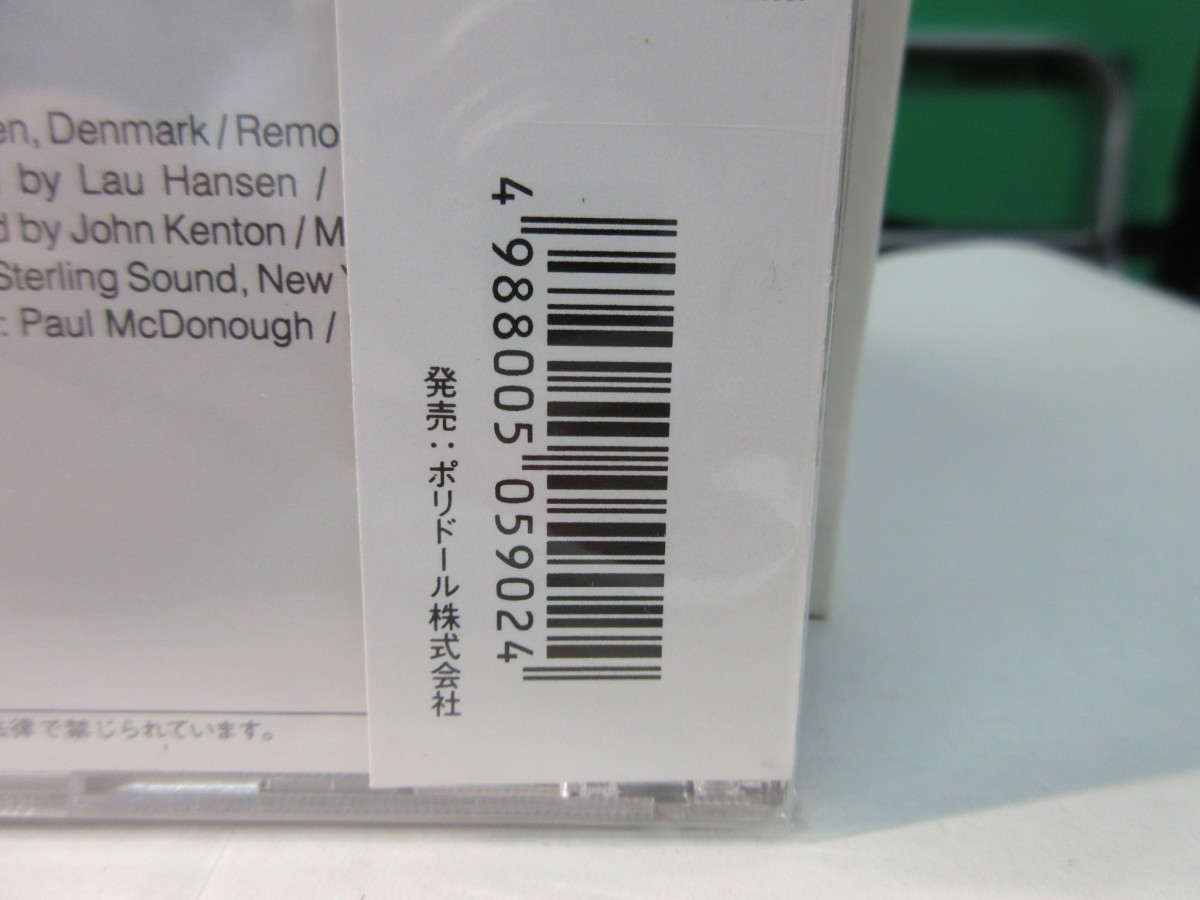 en, Denmark / Remo
by Lau Hansen /
d by John Kenton / M
Sterling Sound, New
: Paul McDonough /
律で禁じられています。
4 988005 059024
発売：ポリドール株式会社